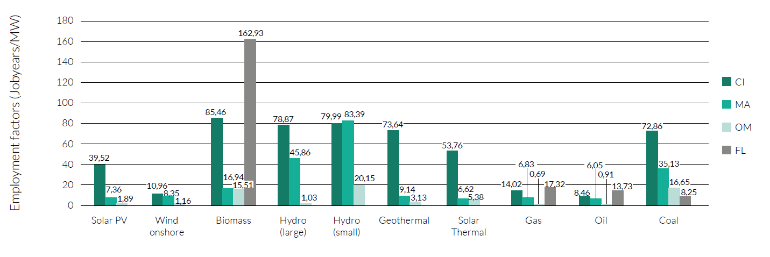 Employment factors (Jobyears/MW)
180
160
140
120
100
80
60
40
20
0
39,52
7,36
1,89
10,96
8,35
1,16
85,46
16,94
15,51
162,93
78,87
45,86
1,03
79,99
83,39
20,15
73,64
9,14
3,13
53,76
6,62
5,38
14,02
6,83
0,69
17,32
8,46
6,05
0,91
13,73
72,86
35,13
16,65
8,25
Solar PV
Wind
onshore
Biomass
Hydro
(large)
Hydro
(small)
Geothermal
Solar
Thermal
Gas
Oil
Coal
CI
MA
OM
FL